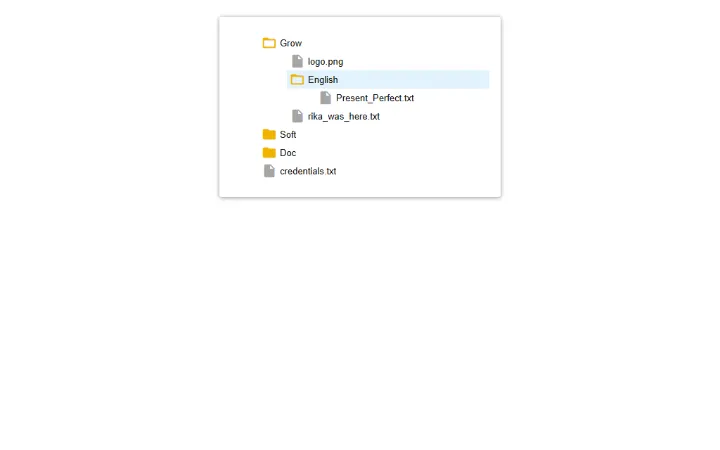 Grow
logo.png
English
Present_Perfect.txt
rika_was_here.txt
Soft
Doc
credentials.txt